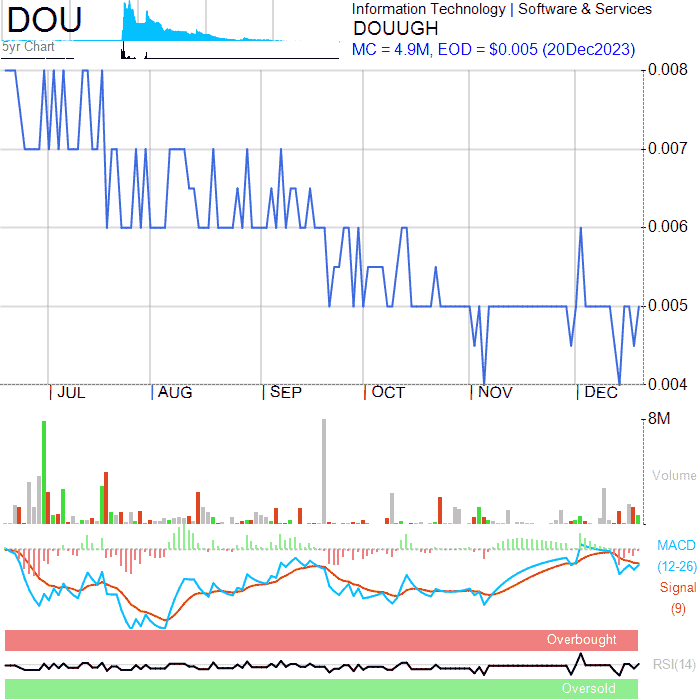 DOU
5yr Chart
Information Technology | Software & Services
DOUUGH
MC = 4.9M, EOD = $0.005 (20Dec2023)
0.008
0.007
0.006
0.005
0.004
JUL
AUG
SEP
OCT
NOV
DEC
8M
Volume
MACD
(12-26)
Signal
(9)
Overbought
RSI(14)
Oversold